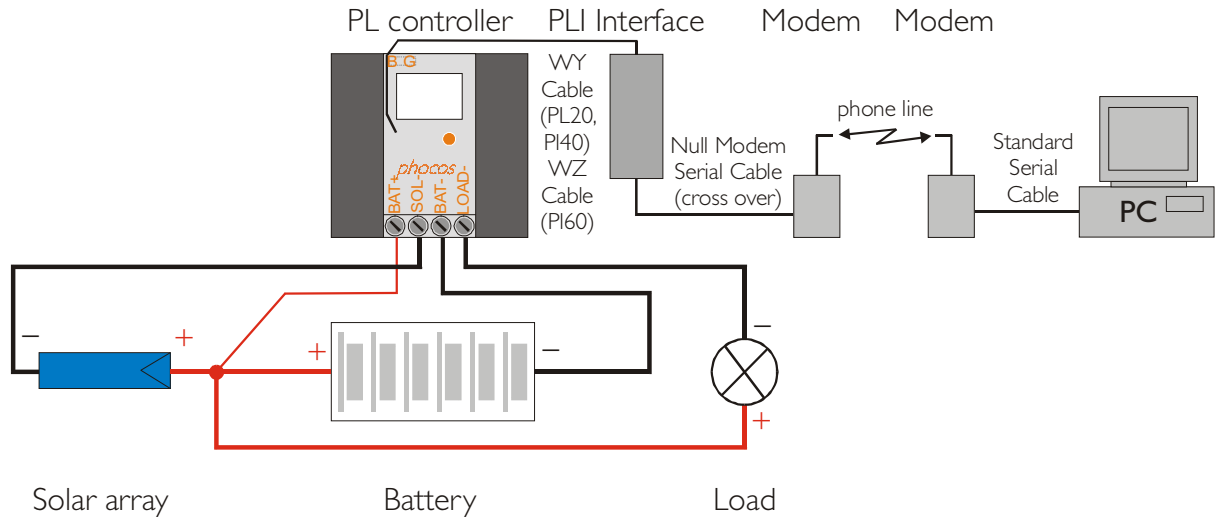 PL controller
PLI Interface
Modem
Modem
B G
WY
Cable
(PL20,
PI40)
WZ
Cable
(PI60)
phone line
Null Modem
Serial Cable
(cross over)
Standard
Serial
Cable
PC
phocos
BAT+
SOL-
BAT-
LOAD-
−
+
+
−
−
+
Solar array
Battery
Load